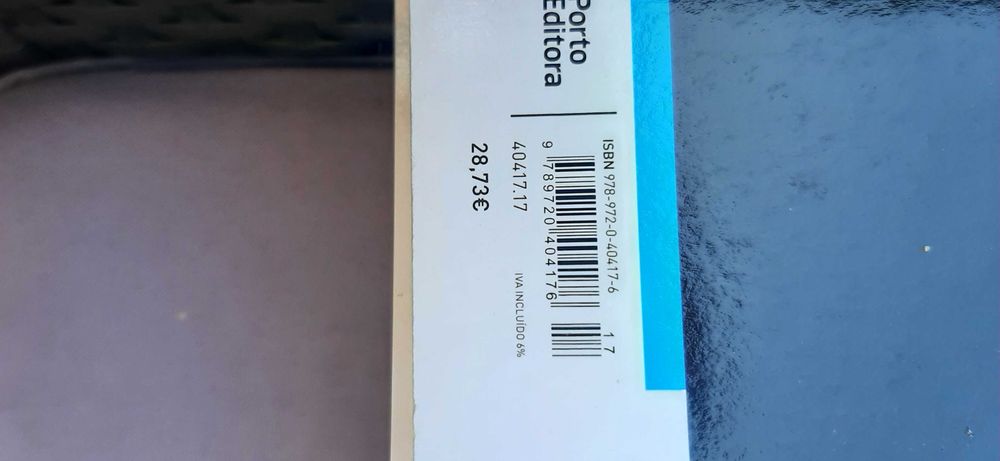 Porto
Editora
ISBN 978-972-0-40417-6
17
9 789720 404176
40417.17
IVA INCLUÍDO 6%
28,73€